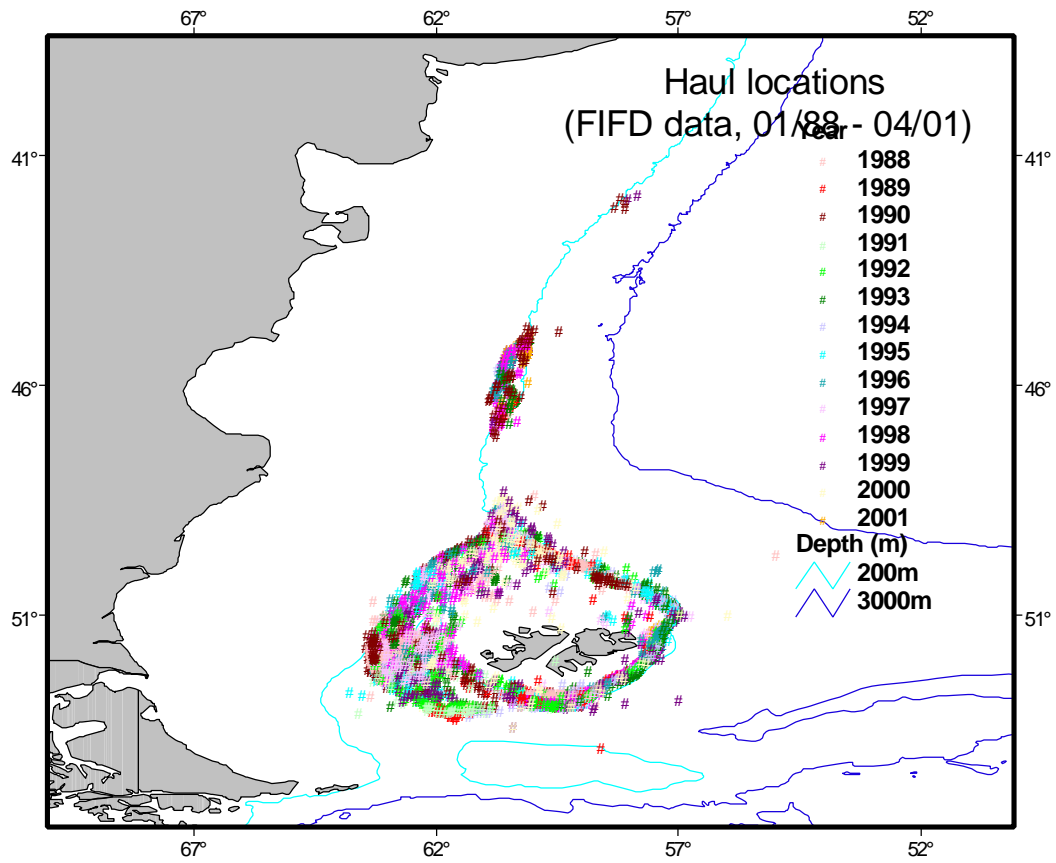 67° 62° 57° 52°
Haul locations
(FIFD data, 01/88 - 04/01)
Year
41° 41°
# 1988
# 1989
# 1990
# 1991
# 1992
# 1993
# 1994
# 1995
46° # 1996 46°
# 1997
# 1998
# 1999
# 2000
# 2001
Depth (m)
200m
3000m
51° 51°
67° 62° 57° 52°